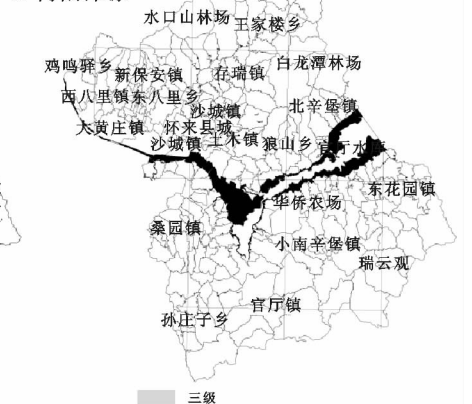 水口山林场
王家楼乡
鸡鸣驿乡
新保安镇
存瑞镇
白龙潭林场
西八里镇
东八里乡
沙城镇
北辛堡镇
大黄庄镇
怀来县城
沙城镇
土木镇
狼山乡
官厅水库
东花园镇
华侨农场
桑园镇
小南辛堡镇
瑞云观
官厅镇
孙庄子乡
三级